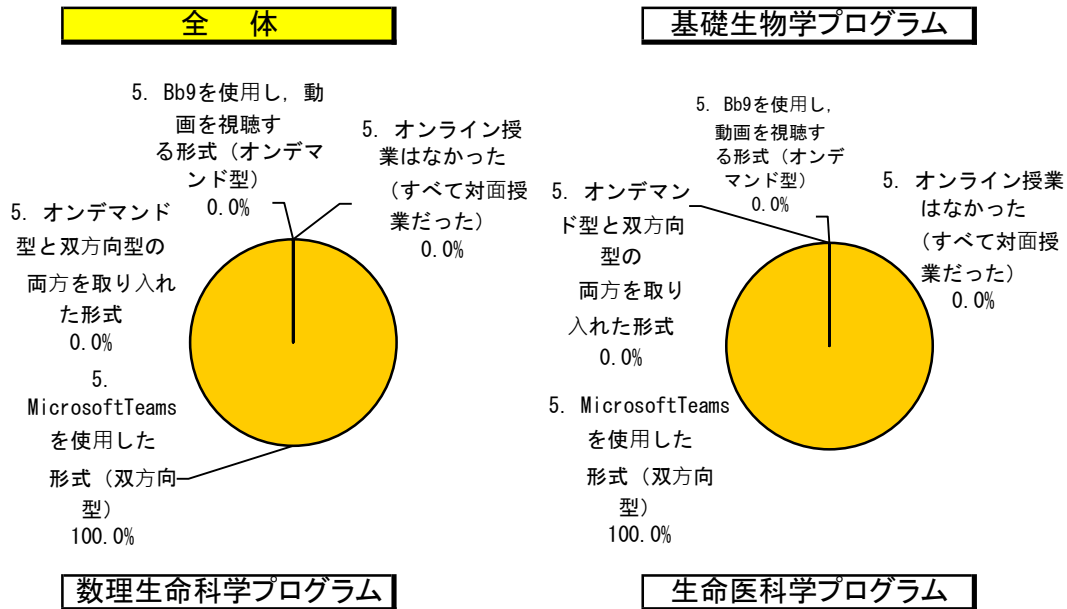 全 体
5. Bb9を使用し，動
画を視聴す
る形式（オンデマ
ンド型）
0.0%
5. オンライン授
業はなかった
（すべて対面授
業だった）
0.0%
5. オンデマンド
型と双方向型の
両方を取り入れ
た形式
0.0%
5.
MicrosoftTeams
を使用した
形式（双方向
型）
100.0%
基礎生物学プログラム
5. Bb9を使用し，
動画を視聴す
る形式（オンデ
マンド型）
0.0%
5. オンライン授業
はなかった
（すべて対面授
業だった）
0.0%
5. オンデマン
ド型と双方向
型の
両方を取り
入れた形式
0.0%
5. MicrosoftTeams
を使用した
形式（双方向
型）
100.0%
数理生命科学プログラム
生命医科学プログラム